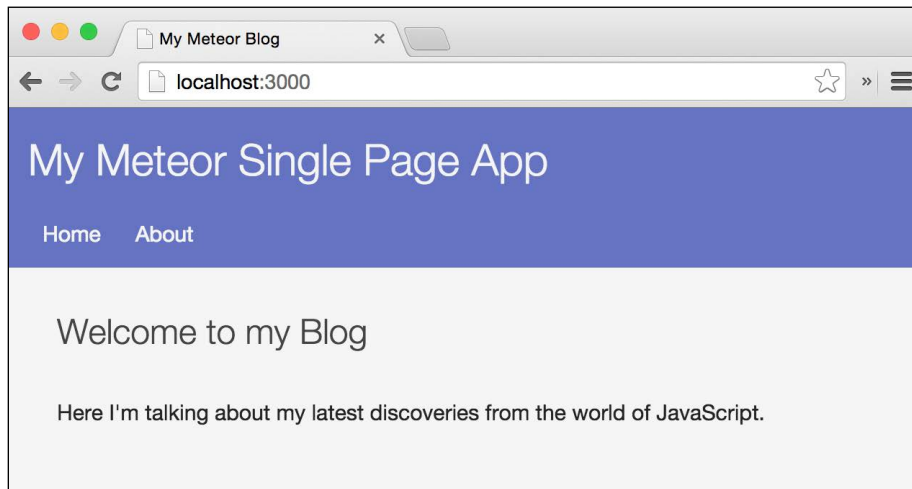 My Meteor Blog
localhost:3000
My Meteor Single Page App
Home About
Welcome to my Blog
Here I'm talking about my latest discoveries from the world of JavaScript.